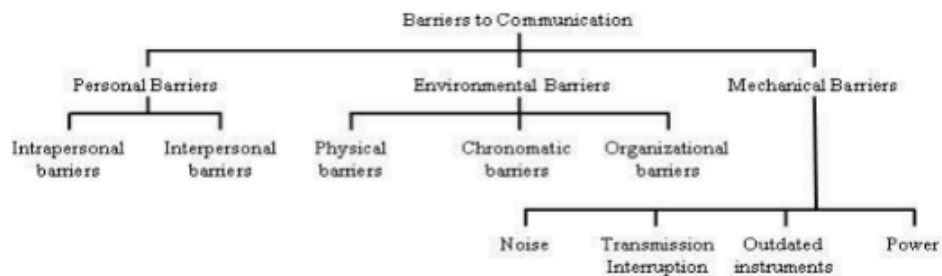 Barriers to Communication
Personal Barriers Environmental Barriers Mechanical Barriers
Intrapersonal Interpersonal Physical Chronomatic Organizational
barriers barriers barriers barriers barriers
Noise Transmission Outdated Power
Interruption instruments